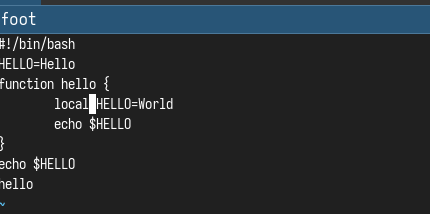 foot
#!/bin/bash
HELLO=Hello
function hello {
        local HELLO=World
        echo $HELLO
}
echo $HELLO
hello
~